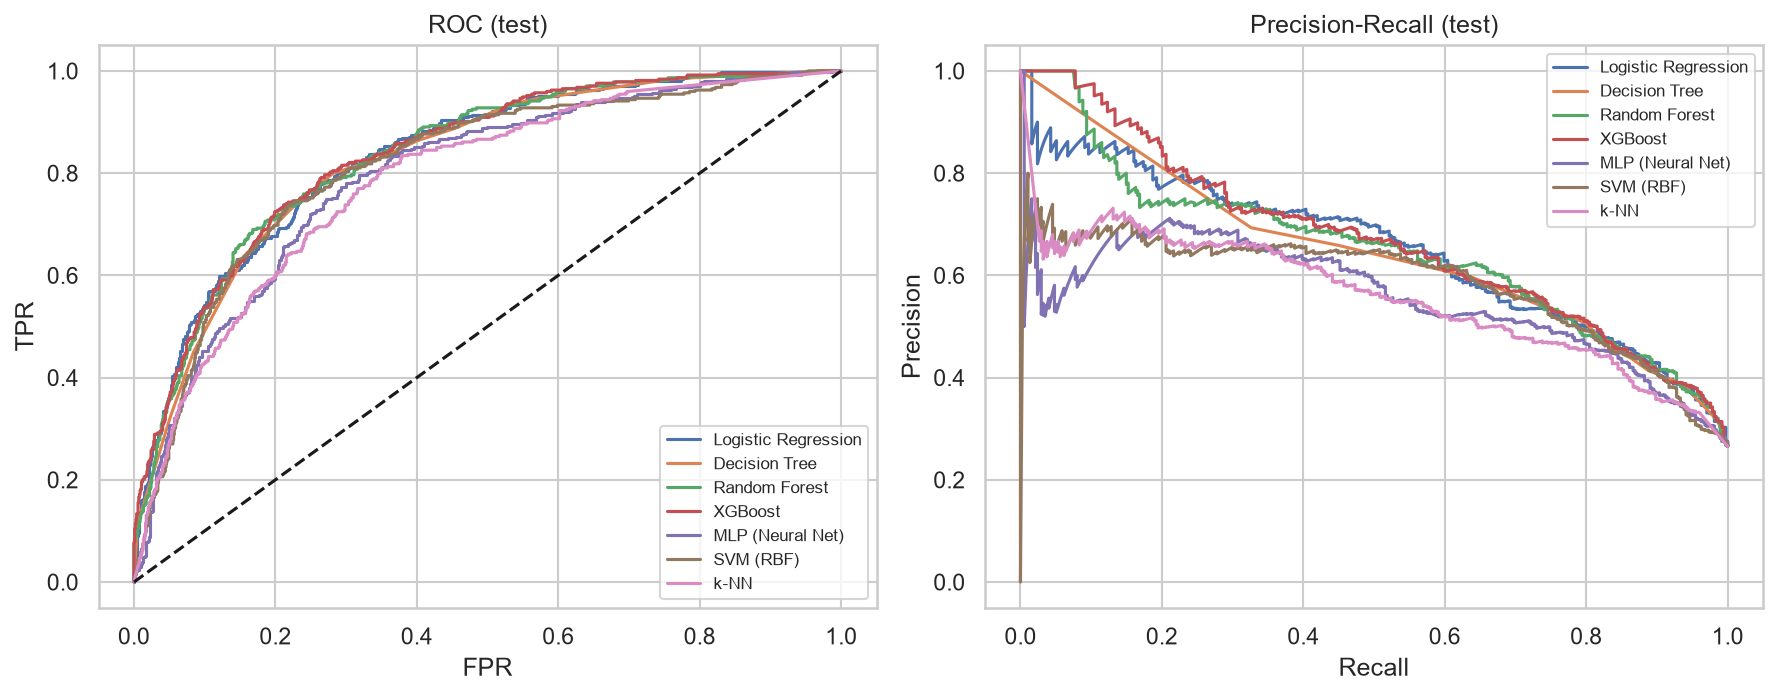 ROC (test)
TPR
1.0
0.8
0.6
0.4
0.2
0.0
Logistic Regression
Decision Tree
Random Forest
XGBoost
MLP (Neural Net)
SVM (RBF)
k-NN
0.0 0.2 0.4 0.6 0.8 1.0
FPR
Precision-Recall (test)
Precision
1.0
0.8
0.6
0.4
0.2
0.0
Logistic Regression
Decision Tree
Random Forest
XGBoost
MLP (Neural Net)
SVM (RBF)
k-NN
0.0 0.2 0.4 0.6 0.8 1.0
Recall